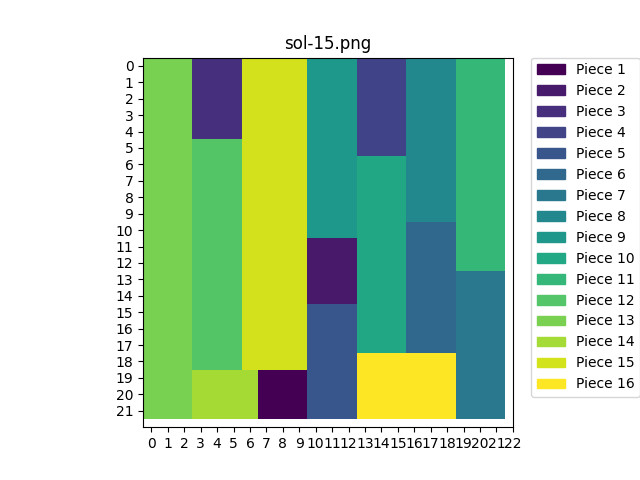 sol-15.png
0
1
2
3
4
5
6
7
8
9
10
11
12
13
14
15
16
17
18
19
20
21
0 1 2 3 4 5 6 7 8 9 10 11 12 13 14 15 16 17 18 19 20 21 22
Piece 1
Piece 2
Piece 3
Piece 4
Piece 5
Piece 6
Piece 7
Piece 8
Piece 9
Piece 10
Piece 11
Piece 12
Piece 13
Piece 14
Piece 15
Piece 16